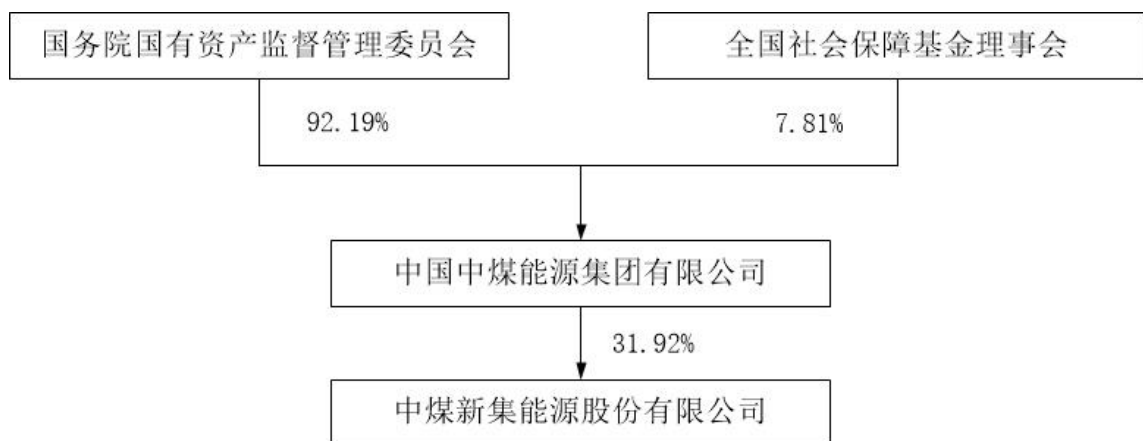 国务院国有资产监督管理委员会
全国社会保障基金理事会
92.19%
7.81%
中国中煤能源集团有限公司
31.92%
中煤新集能源股份有限公司